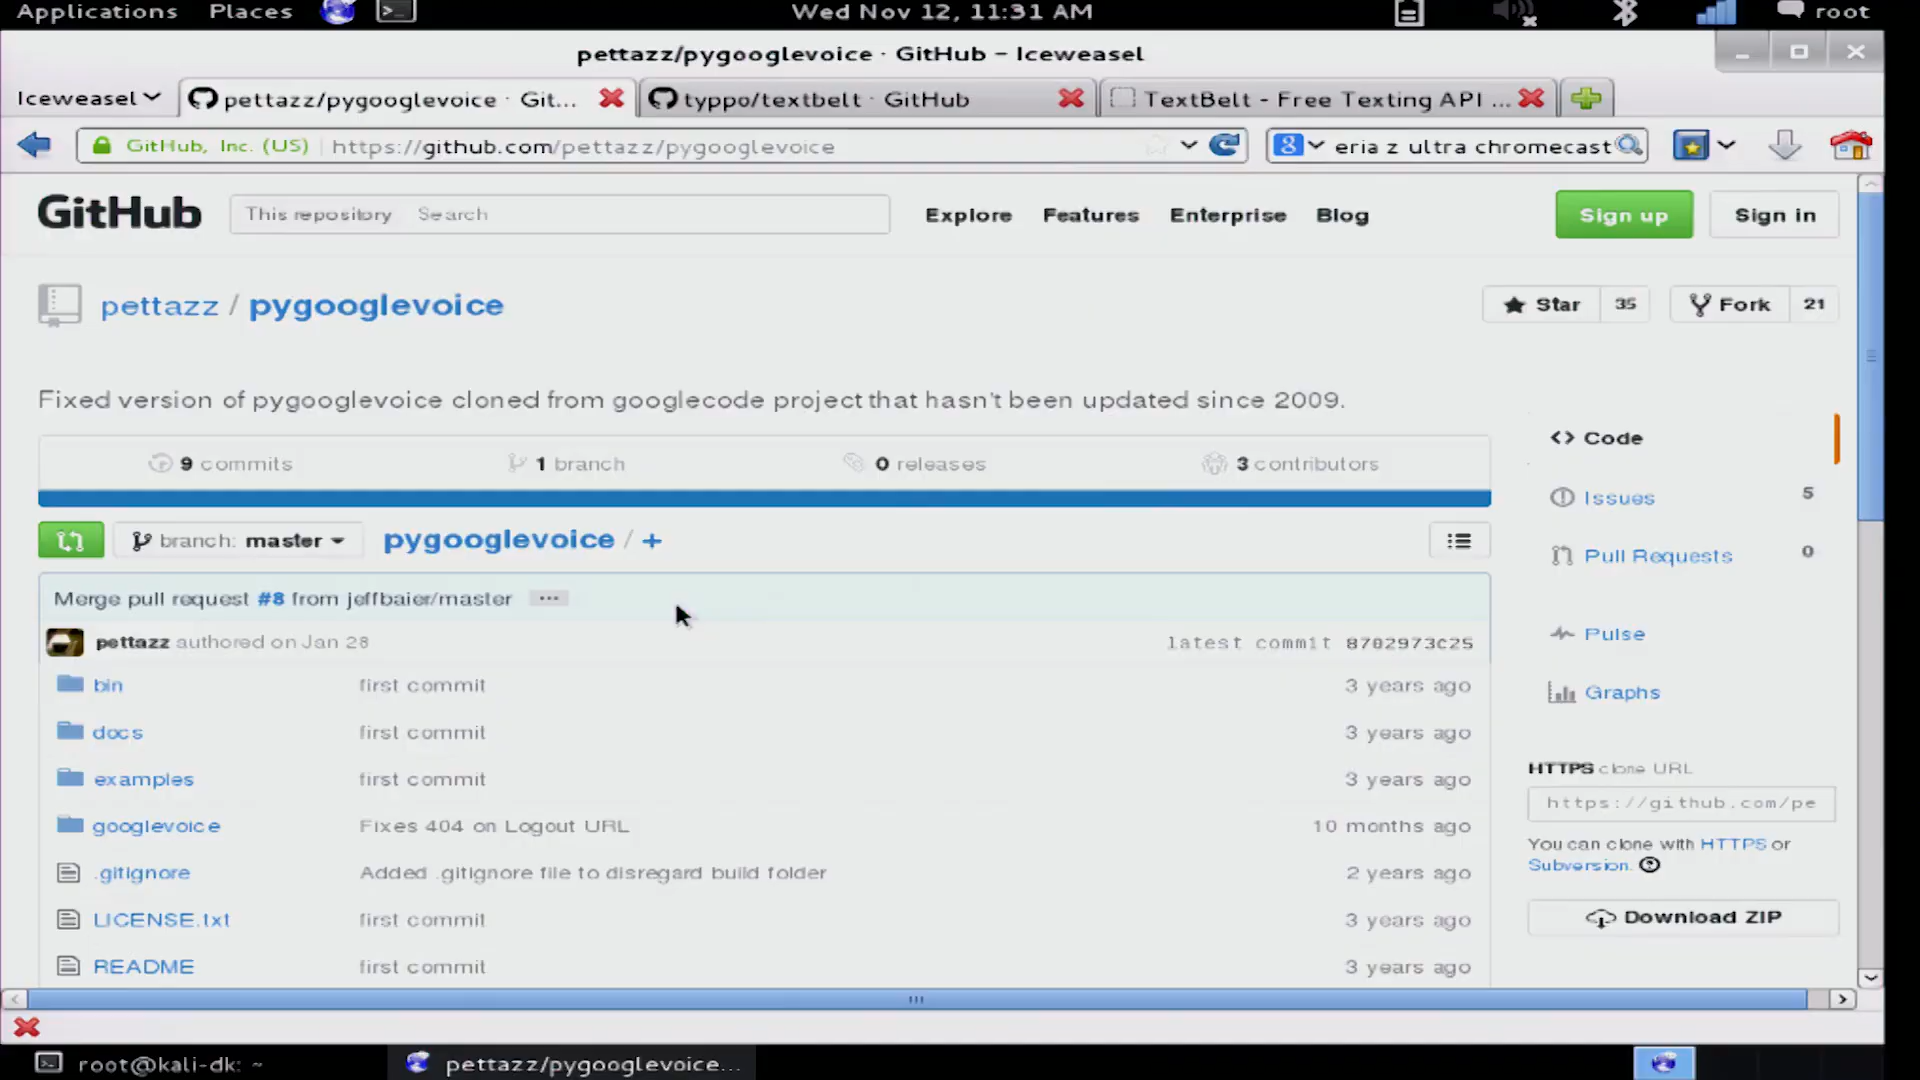 Applications Places Wed Nov 12, 11:31 AM root
pettazz/pygooglevoice · GitHub - Iceweasel
Iceweasel pettazz/pygooglevoice · Git... typpo/textbelt · GitHub TextBelt - Free Texting API ...
GitHub, Inc. (US) https://github.com/pettazz/pygooglevoice 8 eria z ultra chromecast
GitHub This repository Search Explore Features Enterprise Blog Sign up Sign in
pettazz / pygooglevoice Star 35 Fork 21
Fixed version of pygooglevoice cloned from googlecode project that hasn't been updated since 2009.
<> Code
9 commits 1 branch 0 releases 3 contributors
Issues 5
branch: master pygooglevoice / +
Pull Requests 0
Merge pull request #8 from jeffbaier/master ...
pettazz authored on Jan 28 latest commit 8702973c25
Pulse
bin first commit 3 years ago
Graphs
docs first commit 3 years ago
HTTPS clone URL
examples first commit 3 years ago
https://github.com/pe
googlevoice Fixes 404 on Logout URL 10 months ago
You can clone with HTTPS or
Subversion. ?
.gitignore Added .gitignore file to disregard build folder 2 years ago
LICENSE.txt first commit 3 years ago
Download ZIP
README first commit 3 years ago
root@kali-dk: ~ pettazz/pygooglevoice...